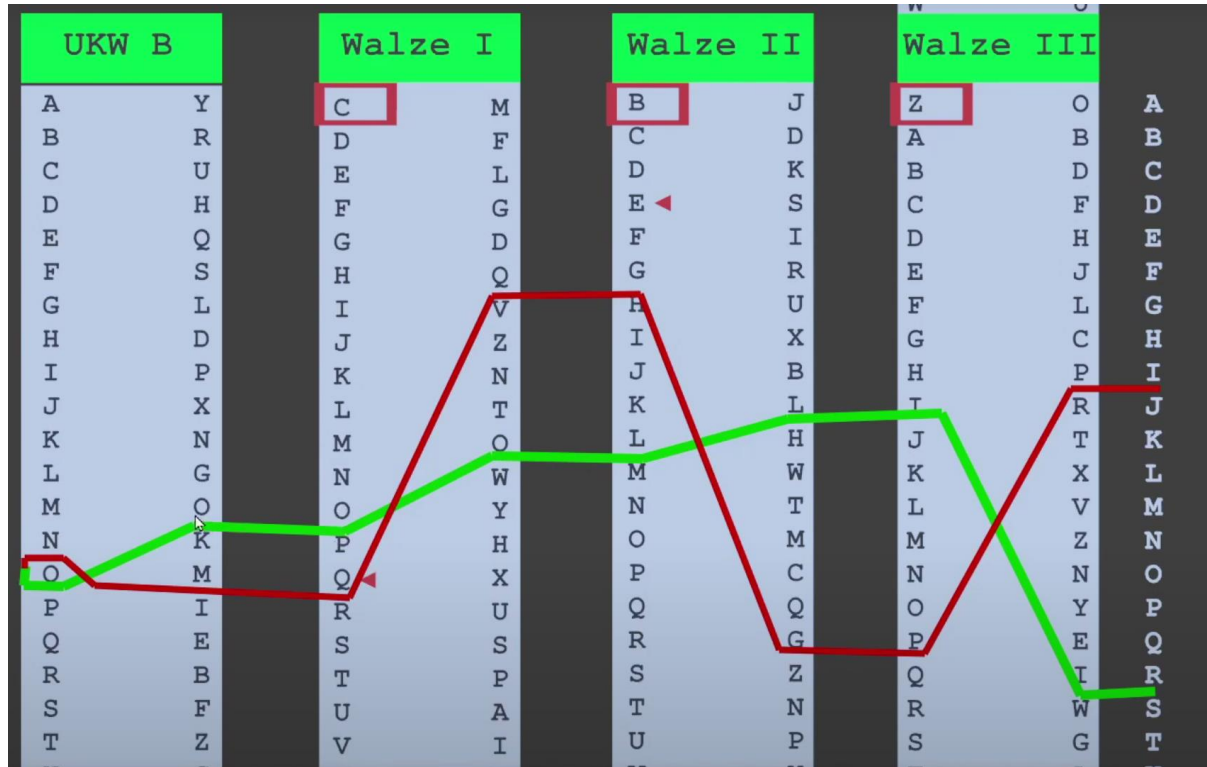 UKW B Walze I Walze II Walze III
A Y C M B J Z O A
B R D F C D A B B
C U E L D K B D C
D H F G E S C F D
E Q G D F I D H E
F S H Q G R E J F
G L I V H U F L G
H D J Z I X G C H
I P K N J B H P I
J X L T K L I R J
K N M O L H J T K
L G N W M W K X L
M O O Y N T L V M
N K P H O M M Z N
O M Q X P C N N O
P I R U Q Q O Y P
Q E S S R G P E Q
R B T P S Z Q I R
S F U A T N R W S
T Z V I U P S G T